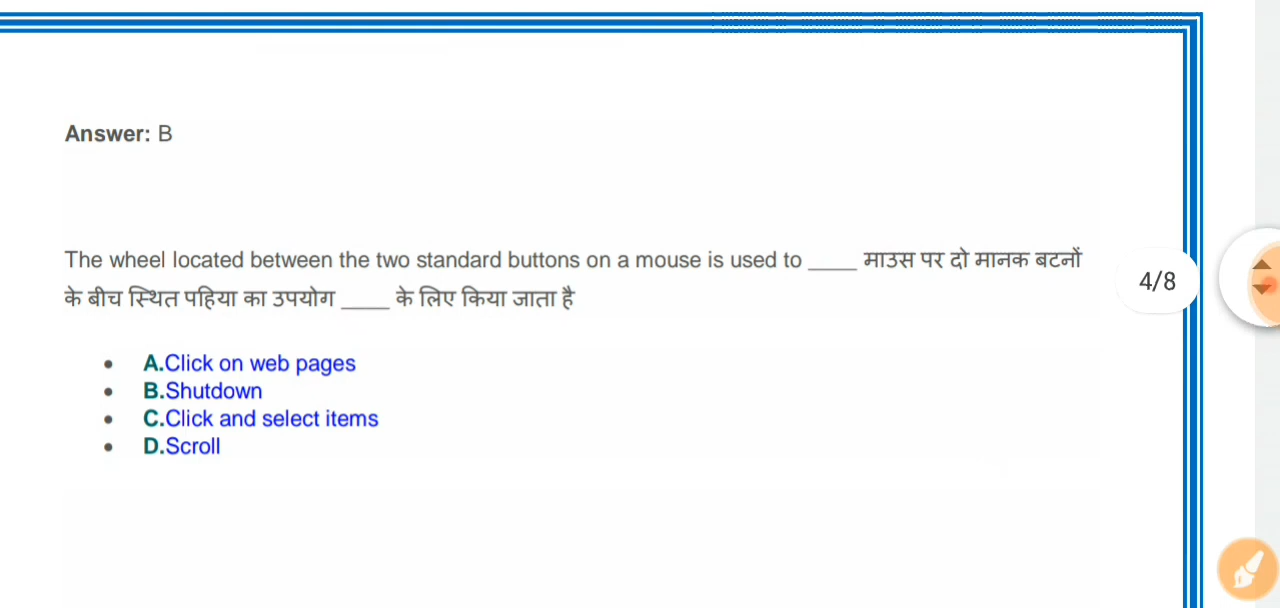 Answer: B
The wheel located between the two standard buttons on a mouse is used to ____ माउस पर दो मानक बटनों
के बीच स्थित पहिया का उपयोग ____ के लिए किया जाता है
4/8
A.Click on web pages
B.Shutdown
C.Click and select items
D.Scroll